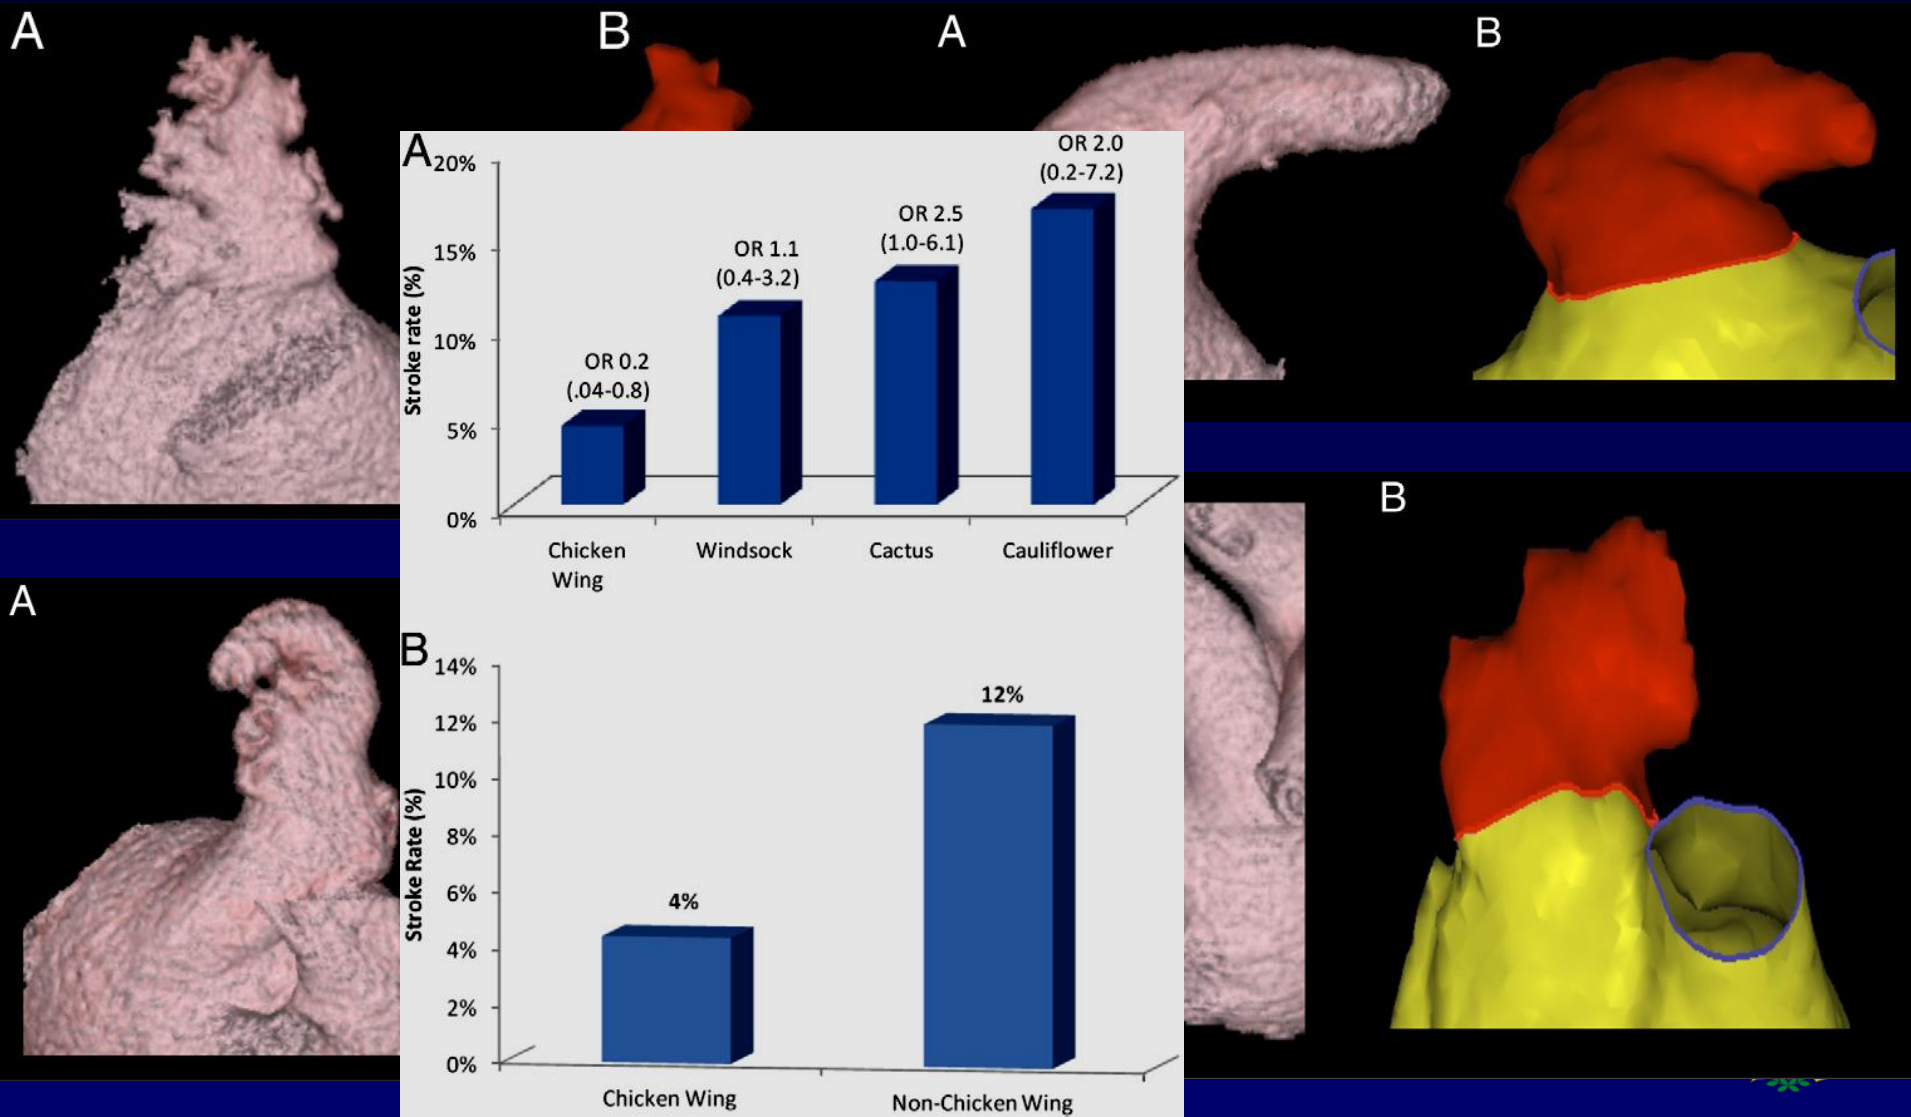 A
B
A
B
A
20%
15%
10%
5%
0%
Stroke rate (%)
OR 0.2
(.04-0.8)
OR 1.1
(0.4-3.2)
OR 2.5
(1.0-6.1)
OR 2.0
(0.2-7.2)
Chicken
Wing
Windsock
Cactus
Cauliflower
B
A
B
14%
12%
10%
8%
6%
4%
2%
0%
Stroke Rate (%)
4%
12%
Chicken Wing
Non-Chicken Wing